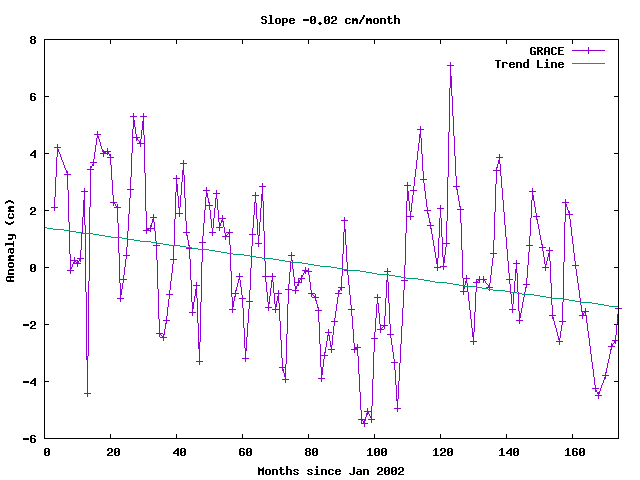 Slope -0.02 cm/month
GRACE
Trend Line
8
6
4
2
0
-2
-4
-6
Anomaly (cm)
0 20 40 60 80 100 120 140 160
Months since Jan 2002